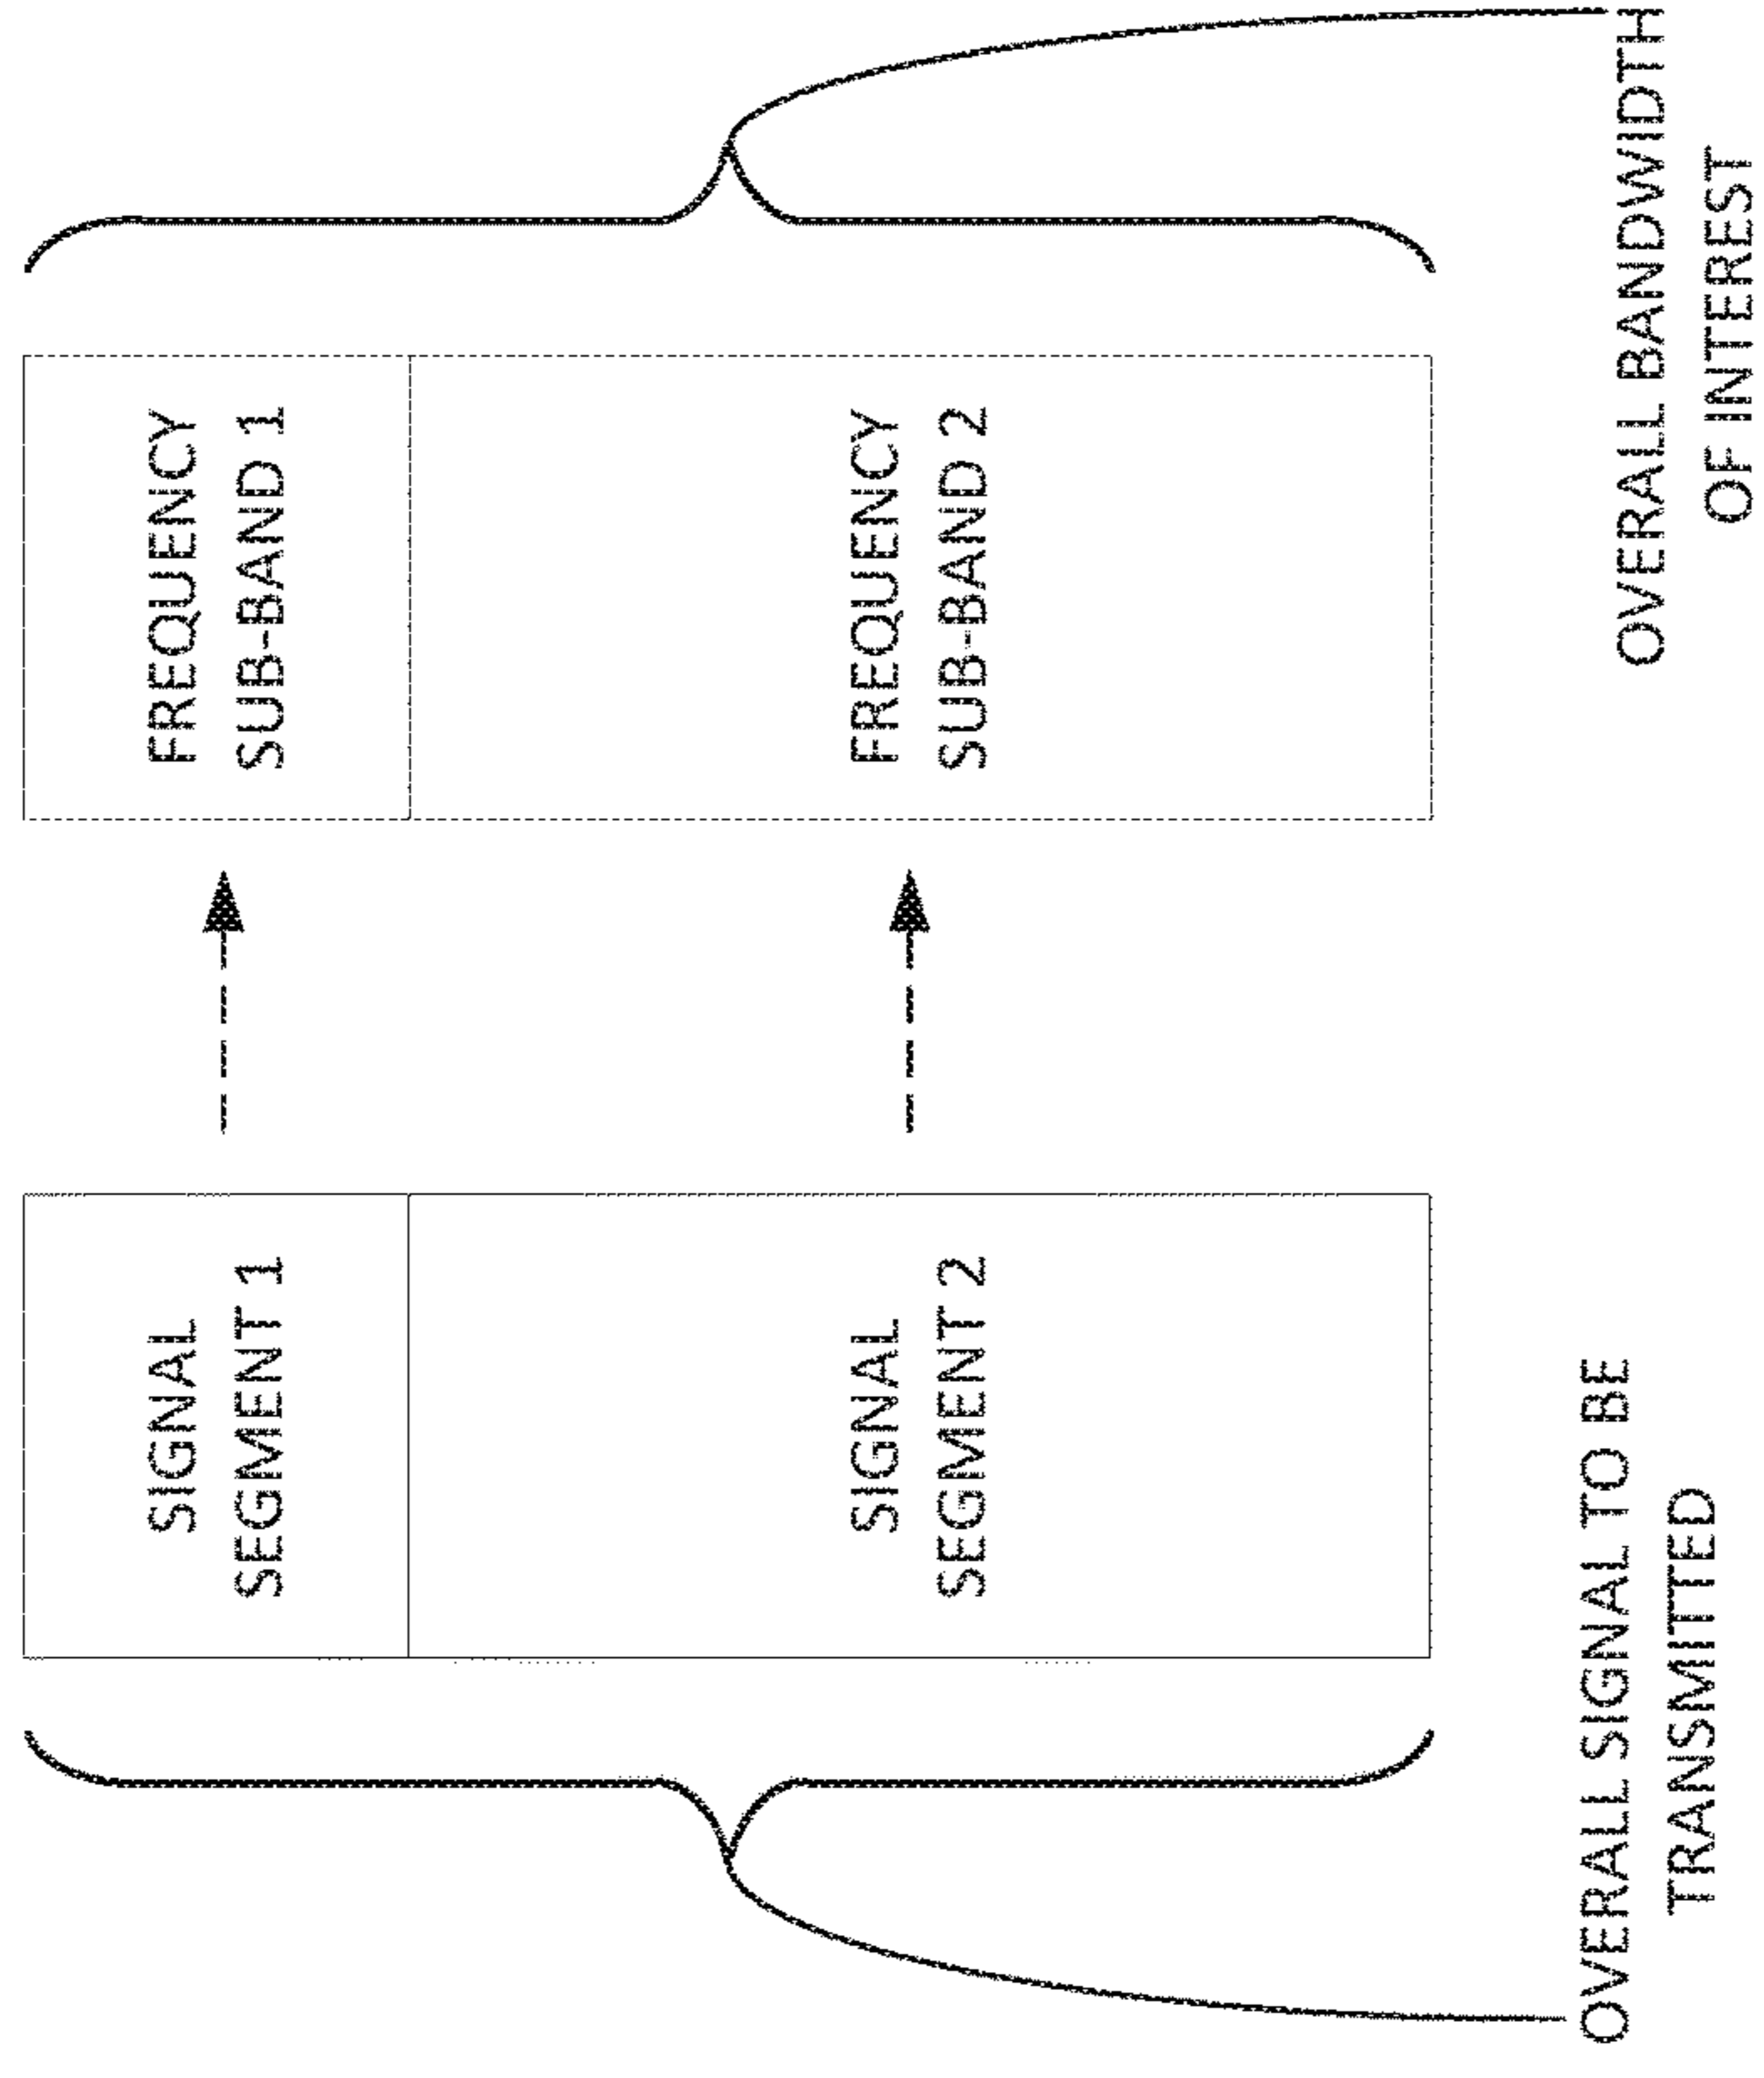 SIGNAL
SEGMENT 1
FREQUENCY
SUB-BAND 1
SIGNAL
SEGMENT 2
FREQUENCY
SUB-BAND 2
OVERALL SIGNAL TO BE
TRANSMITTED
OVERALL BANDWIDTH
OF INTEREST